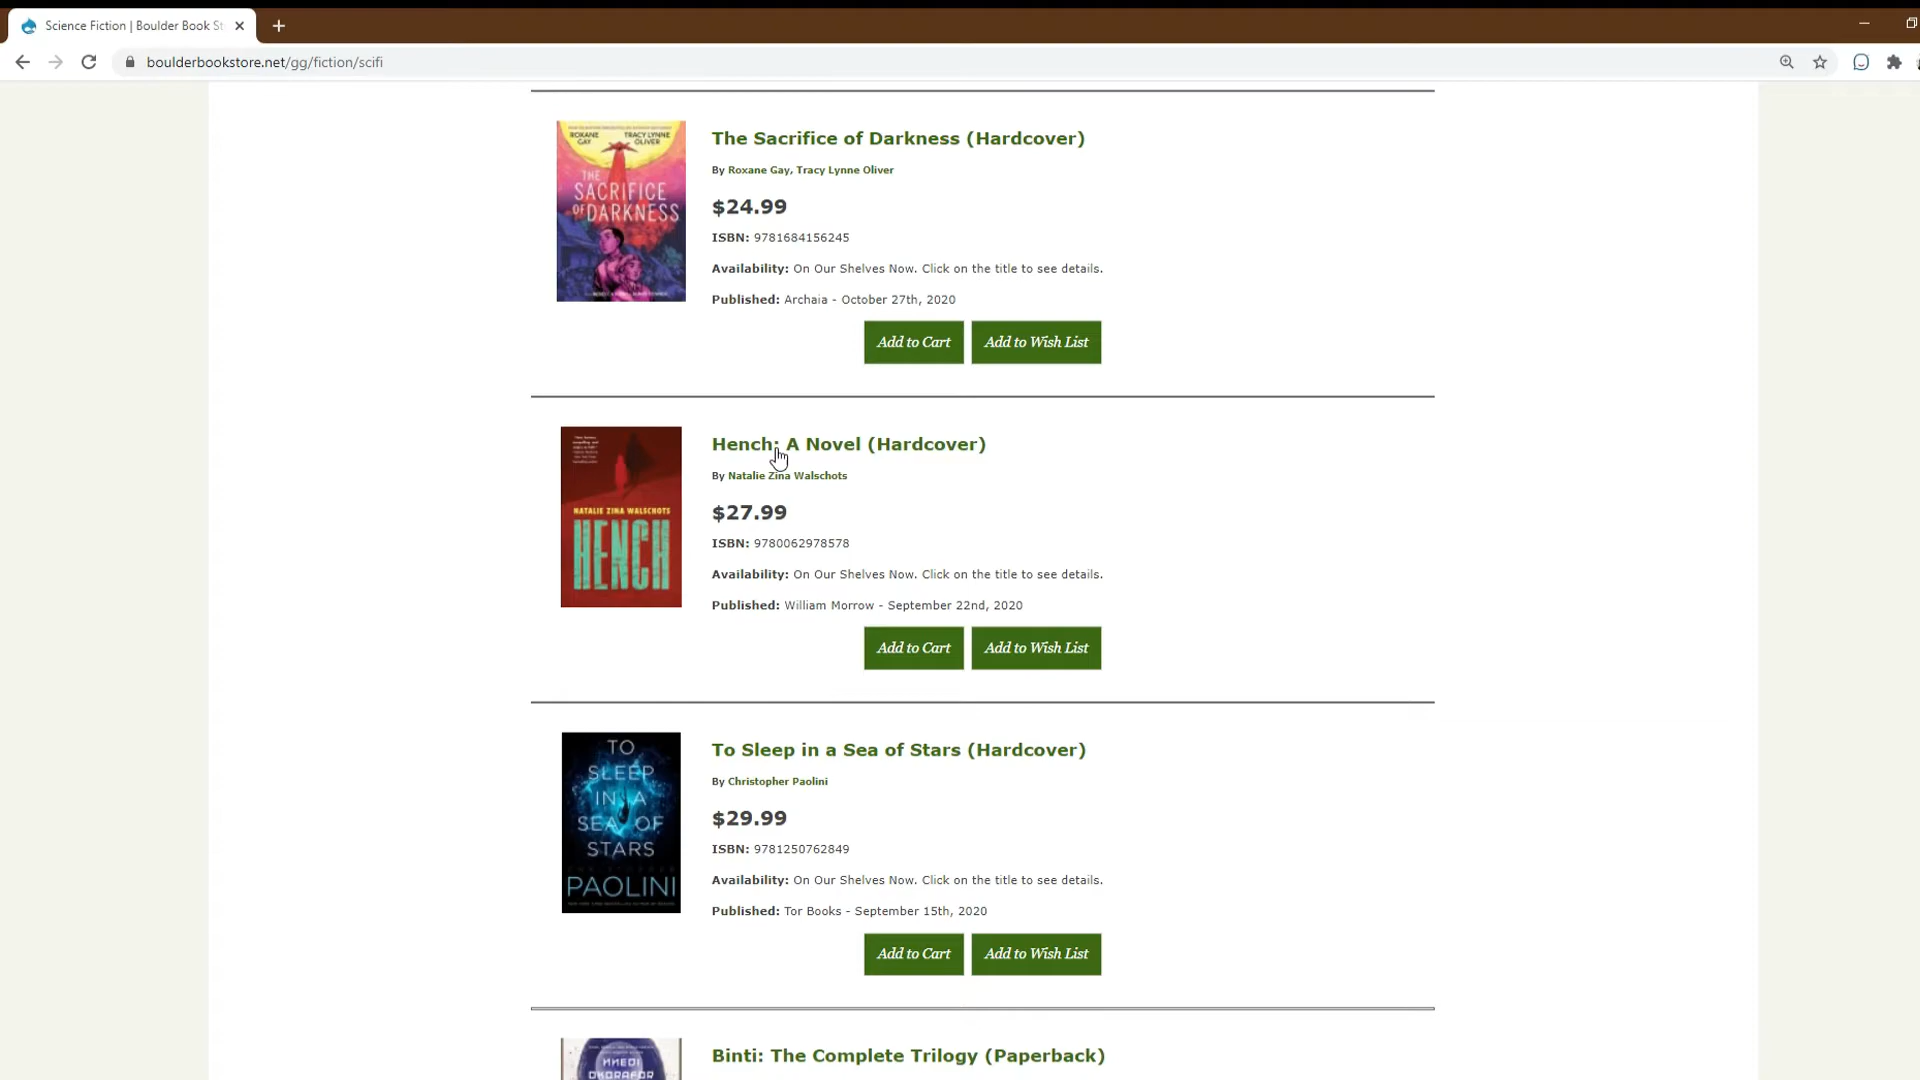 Science Fiction | Boulder Book St
boulderbookstore.net/gg/fiction/scifi
ROXANE GAY
TRACY LYNNE OLIVER
THE
SACRIFICE
OF DARKNESS
The Sacrifice of Darkness (Hardcover)
By Roxane Gay, Tracy Lynne Oliver
$24.99
ISBN: 9781684156245
Availability: On Our Shelves Now. Click on the title to see details.
Published: Archaia - October 27th, 2020
Add to Cart Add to Wish List
NATALIE ZINA WALSCHOTS
HENCH
Hench: A Novel (Hardcover)
By Natalie Zina Walschots
$27.99
ISBN: 9780062978578
Availability: On Our Shelves Now. Click on the title to see details.
Published: William Morrow - September 22nd, 2020
Add to Cart Add to Wish List
TO
SLEEP
IN A
SEA OF
STARS
PAOLINI
To Sleep in a Sea of Stars (Hardcover)
By Christopher Paolini
$29.99
ISBN: 9781250762849
Availability: On Our Shelves Now. Click on the title to see details.
Published: Tor Books - September 15th, 2020
Add to Cart Add to Wish List
NNEDI
OKORAFOR
Binti: The Complete Trilogy (Paperback)